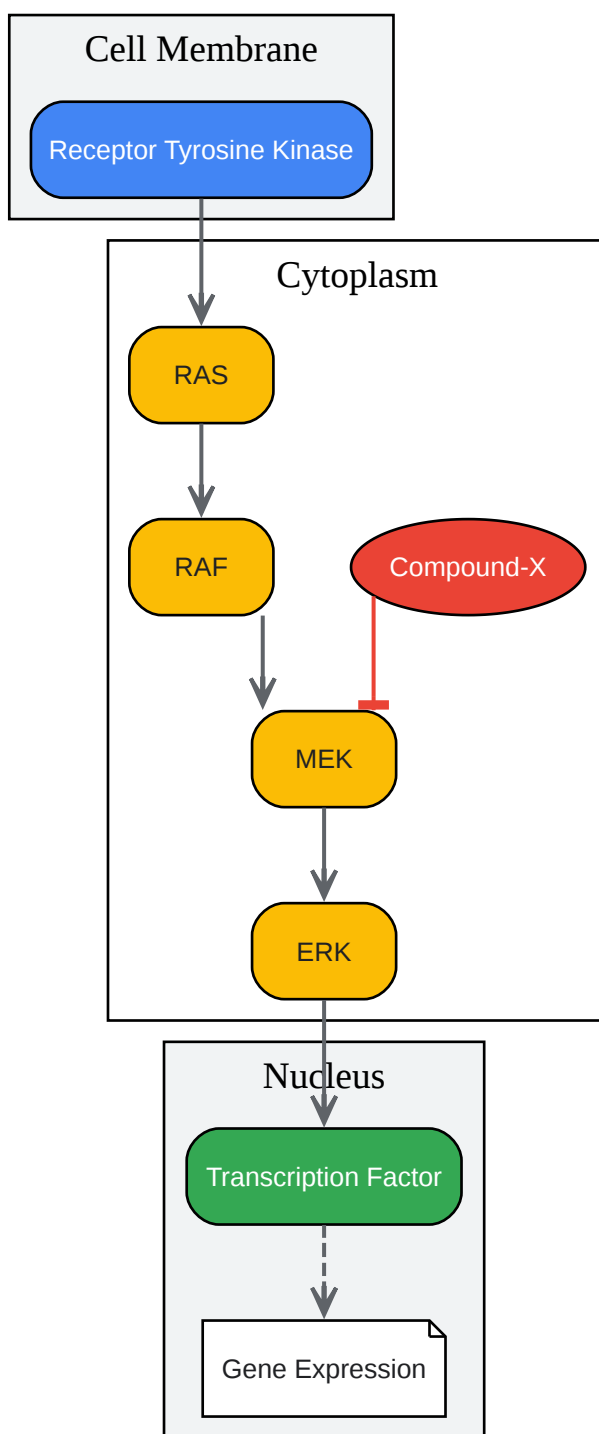 Cell Membrane
Receptor Tyrosine Kinase
Cytoplasm
RAS
RAF
Compound-X
MEK
ERK
Nucleus
Transcription Factor
Gene Expression